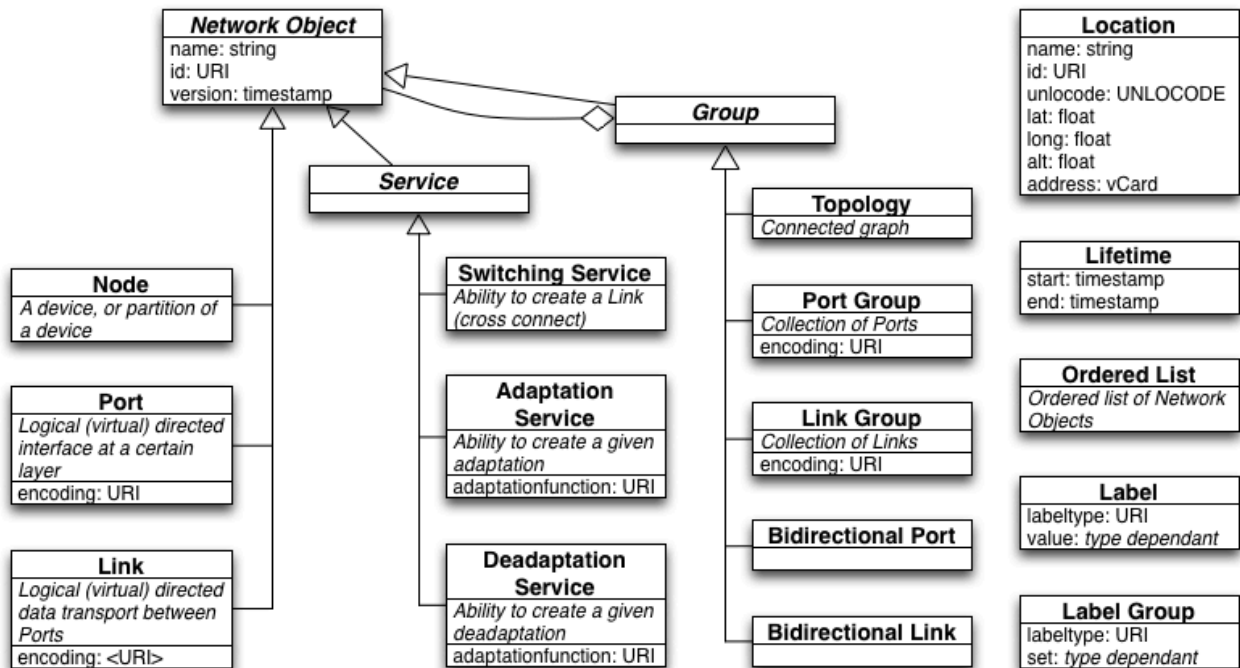 Network Object
name: string
id: URI
version: timestamp
Group
Service
Node
A device, or partition of
a device
Port
Logical (virtual) directed
interface at a certain
layer
encoding: URI
Link
Logical (virtual) directed
data transport between
Ports
encoding: <URI>
Switching Service
Ability to create a Link
(cross connect)
Adaptation
Service
Ability to create a given
adaptation
adaptationfunction: URI
Deadaptation
Service
Ability to create a given
deadaptation
adaptationfunction: URI
Topology
Connected graph
Port Group
Collection of Ports
encoding: URI
Link Group
Collection of Links
encoding: URI
Bidirectional Port
Bidirectional Link
Location
name: string
id: URI
unlocode: UNLOCODE
lat: float
long: float
alt: float
address: vCard
Lifetime
start: timestamp
end: timestamp
Ordered List
Ordered list of Network
Objects
Label
labeltype: URI
value: type dependant
Label Group
labeltype: URI
set: type dependant